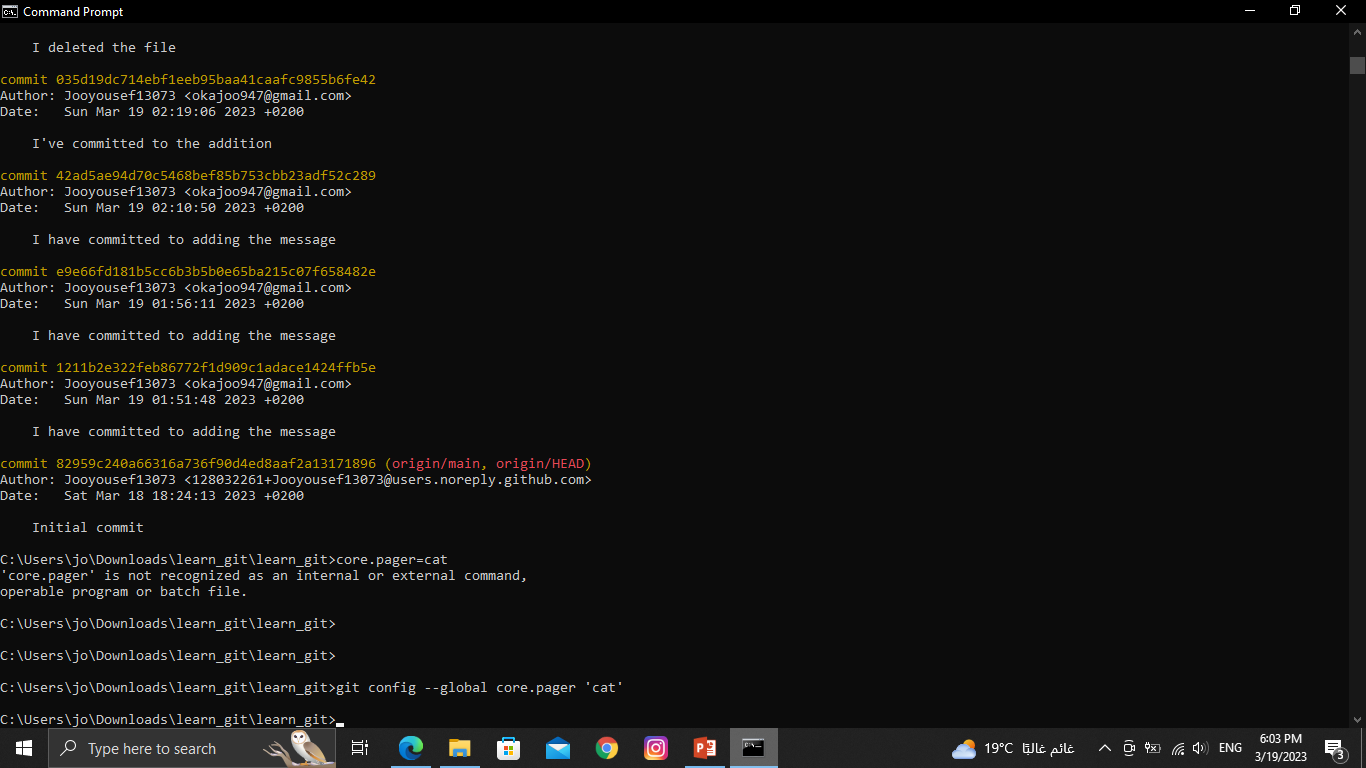 Command Prompt
I deleted the file
commit 035d19dc714ebf1eeb95baa41caafc9855b6fe42
Author: Jooyousef13073 <okajoo947@gmail.com>
Date:   Sun Mar 19 02:19:06 2023 +0200
I've committed to the addition
commit 42ad5ae94d70c5468bef85b753cbb23adf52c289
Author: Jooyousef13073 <okajoo947@gmail.com>
Date:   Sun Mar 19 02:10:50 2023 +0200
I have committed to adding the message
commit e9e66fd181b5cc6b3b5b0e65ba215c07f658482e
Author: Jooyousef13073 <okajoo947@gmail.com>
Date:   Sun Mar 19 01:56:11 2023 +0200
I have committed to adding the message
commit 1211b2e322feb86772f1d909c1adace1424ffb5e
Author: Jooyousef13073 <okajoo947@gmail.com>
Date:   Sun Mar 19 01:51:48 2023 +0200
I have committed to adding the message
commit 82959c240a66316a736f90d4ed8aaf2a13171896 (origin/main, origin/HEAD)
Author: Jooyousef13073 <128032261+Jooyousef13073@users.noreply.github.com>
Date:   Sat Mar 18 18:24:13 2023 +0200
Initial commit
C:\Users\jo\Downloads\learn_git\learn_git>core.pager=cat
'core.pager' is not recognized as an internal or external command,
operable program or batch file.
C:\Users\jo\Downloads\learn_git\learn_git>
C:\Users\jo\Downloads\learn_git\learn_git>
C:\Users\jo\Downloads\learn_git\learn_git>git config --global core.pager 'cat'
C:\Users\jo\Downloads\learn_git\learn_git>
Type here to search
19°C غائم غالبًا
ENG
6:03 PM
3/19/2023
3